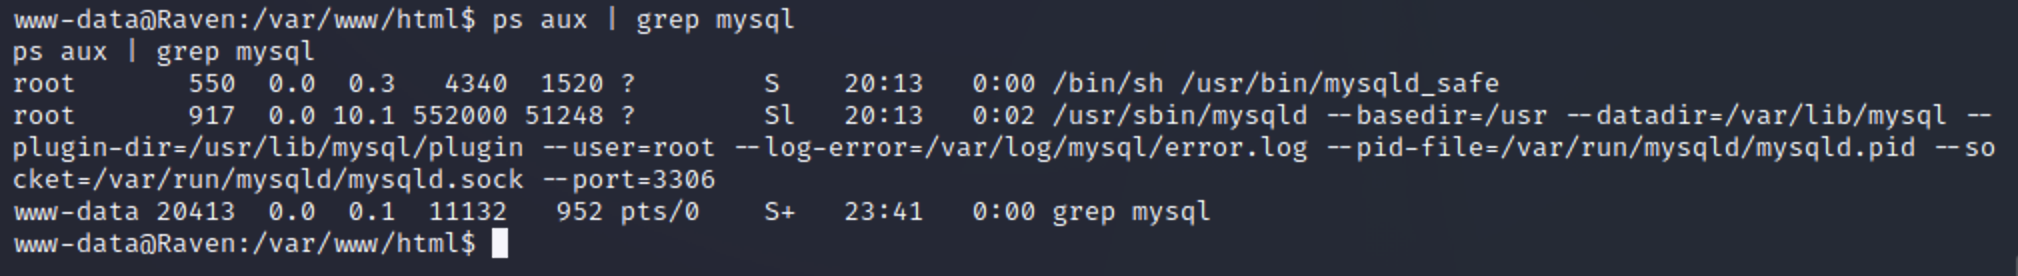 www-data@Raven:/var/www/html$ ps aux | grep mysql
ps aux | grep mysql
root       550  0.0  0.3   4340  1520 ?        S    20:13   0:00 /bin/sh /usr/bin/mysqld_safe
root       917  0.0 10.1 552000 51248 ?        Sl   20:13   0:02 /usr/sbin/mysqld --basedir=/usr --datadir=/var/lib/mysql --
plugin-dir=/usr/lib/mysql/plugin --user=root --log-error=/var/log/mysql/error.log --pid-file=/var/run/mysqld/mysqld.pid --so
cket=/var/run/mysqld/mysqld.sock --port=3306
www-data 20413  0.0  0.1  11132   952 pts/0    S+   23:41   0:00 grep mysql
www-data@Raven:/var/www/html$